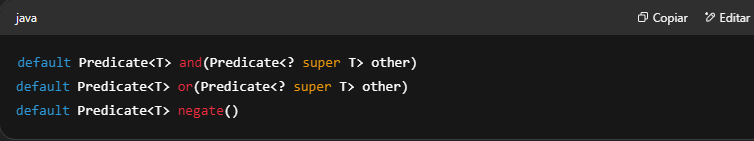 java Copiar Editar
default Predicate<T> and(Predicate<? super T> other)
default Predicate<T> or(Predicate<? super T> other)
default Predicate<T> negate()